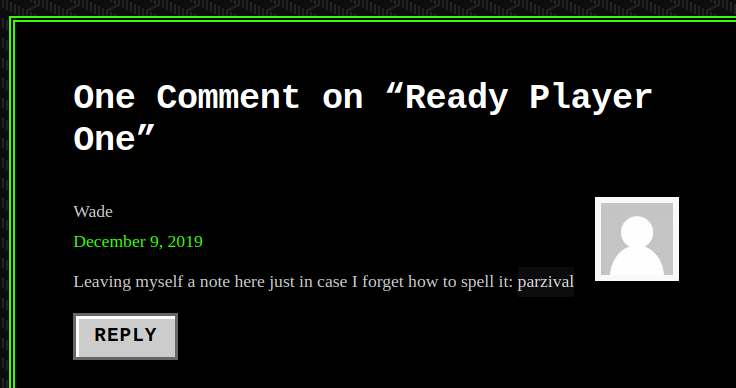 One Comment on “Ready Player
One”
Wade
December 9, 2019
Leaving myself a note here just in case I forget how to spell it: parzival
REPLY